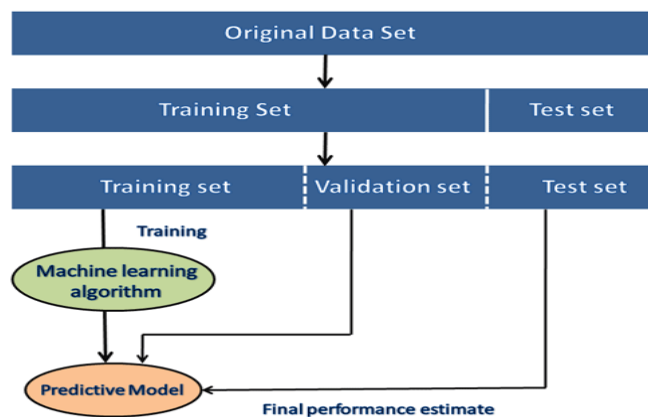 Original Data Set
Training Set
Test set
Training set
Validation set
Test set
Training
Machine learning
algorithm
Predictive Model
Final performance estimate